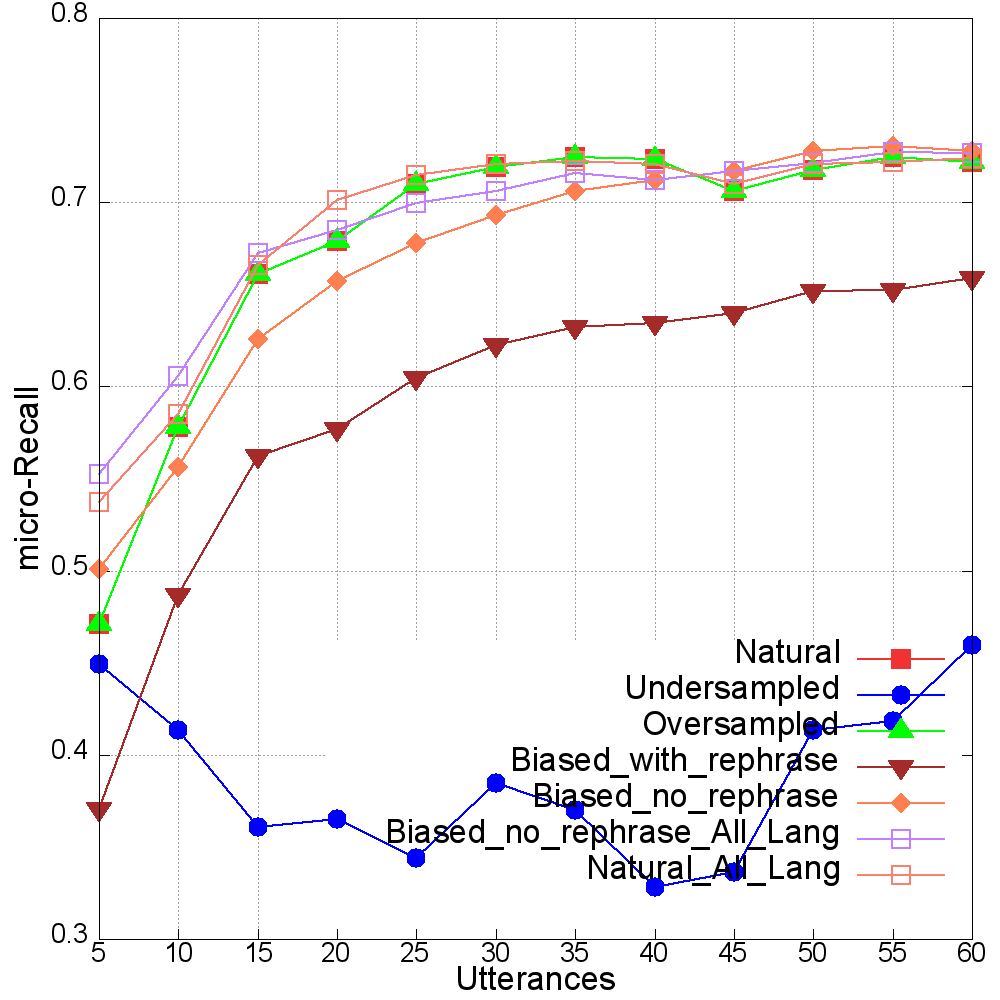 0.8
0.7
0.6
0.5
0.4
0.3
micro-Recall
Natural
Undersampled
Oversampled
Biased_with_rephrase
Biased_no_rephrase
Biased_no_rephrase_All_Lang
Natural_All_Lang
5 10 15 20 25 30 35 40 45 50 55 60
Utterances